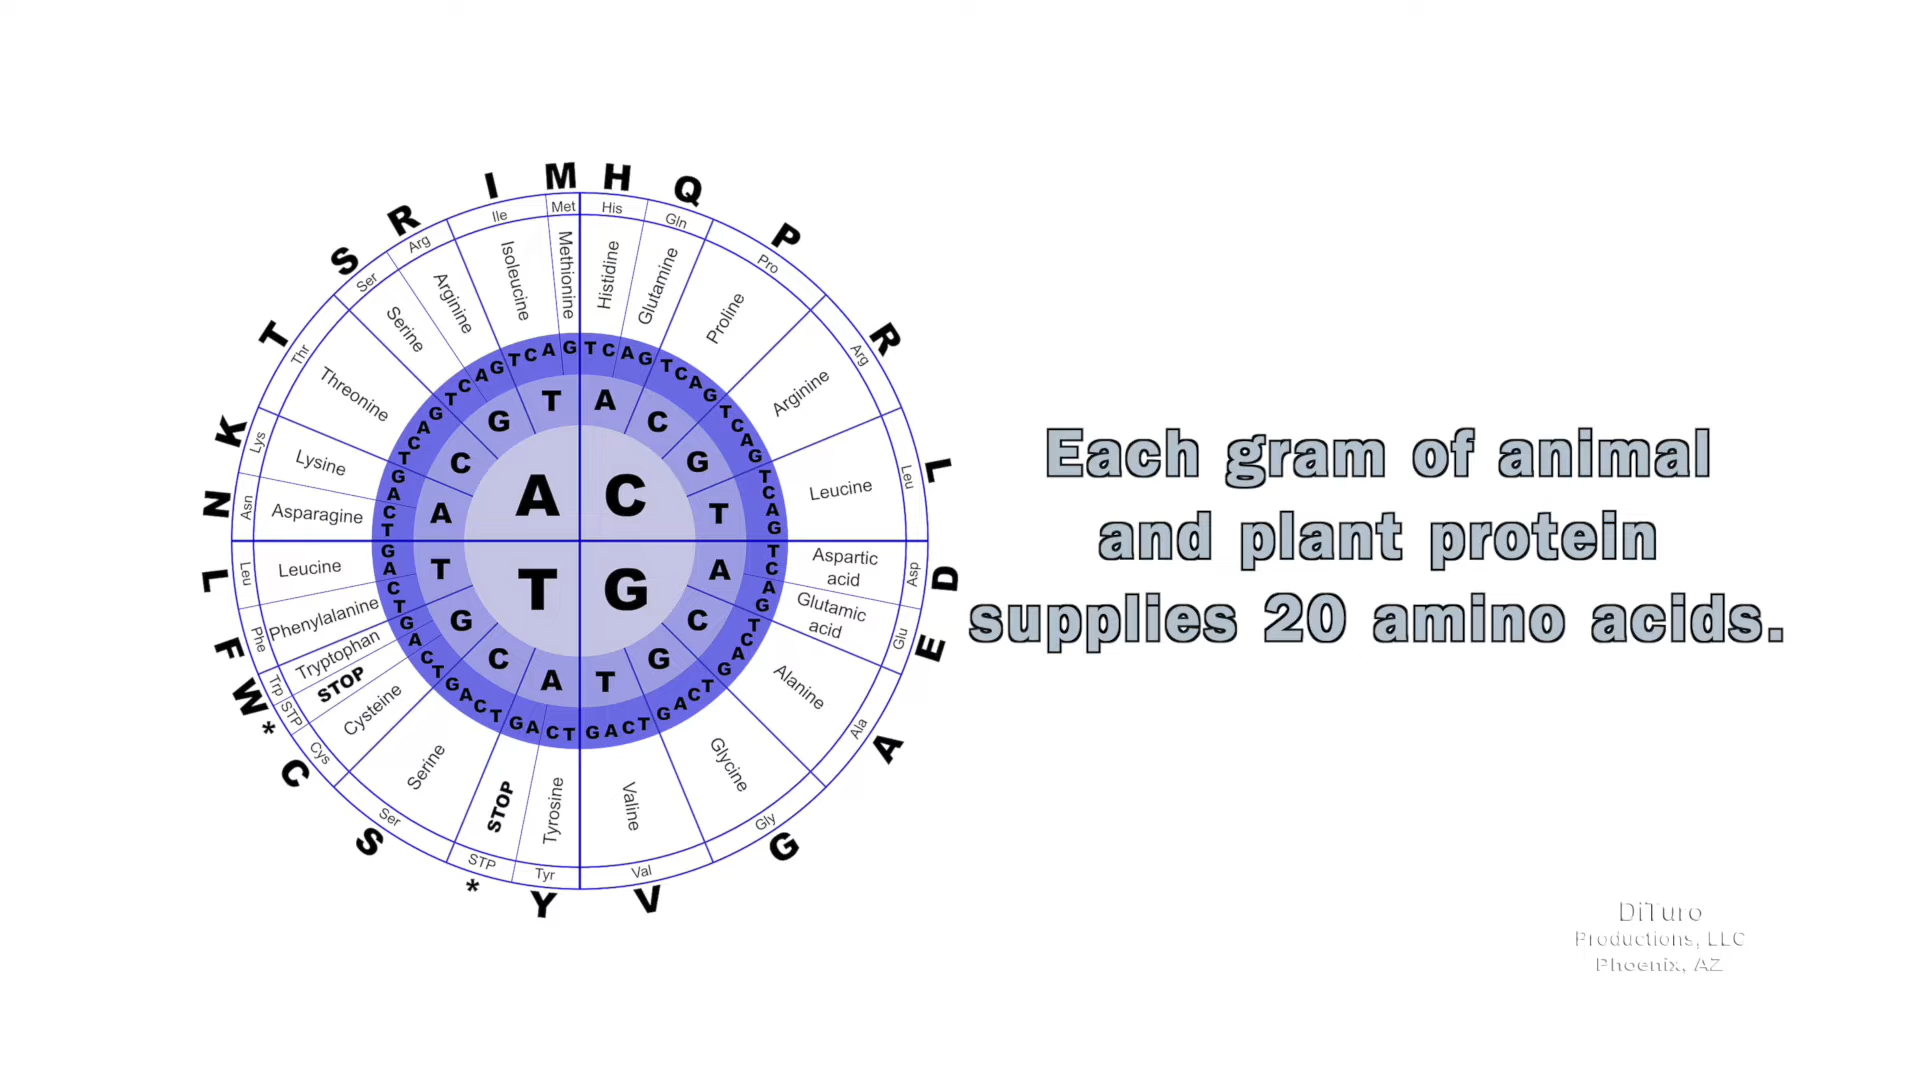 M
H
Q
P
R
L
D
E
A
G
V
Y
*
S
C
*
W
F
L
N
K
T
S
R
I
Met
His
Gln
Pro
Arg
Leu
Asp
Glu
Ala
Gly
Val
Tyr
STP
Ser
Cys
STP
Trp
Phe
Leu
Asn
Lys
Thr
Ser
Arg
Ile
Methionine
Histidine
Glutamine
Proline
Arginine
Leucine
Aspartic
acid
Glutamic
acid
Alanine
Glycine
Valine
Tyrosine
STOP
Serine
Cysteine
STOP
Tryptophan
Phenylalanine
Leucine
Asparagine
Lysine
Threonine
Serine
Arginine
Isoleucine
T C A G T C A G T C A G T C A G
T C A G T C A G T C A G T C A G
T C A G T C A G T C A G T C A G
T C A G T C A G T C A G T C A G
A C G T
A C G T
A C G T
A C G T
A C
T G
Each gram of animal
and plant protein
supplies 20 amino acids.
DiTuro
Productions, LLC
Phoenix, AZ